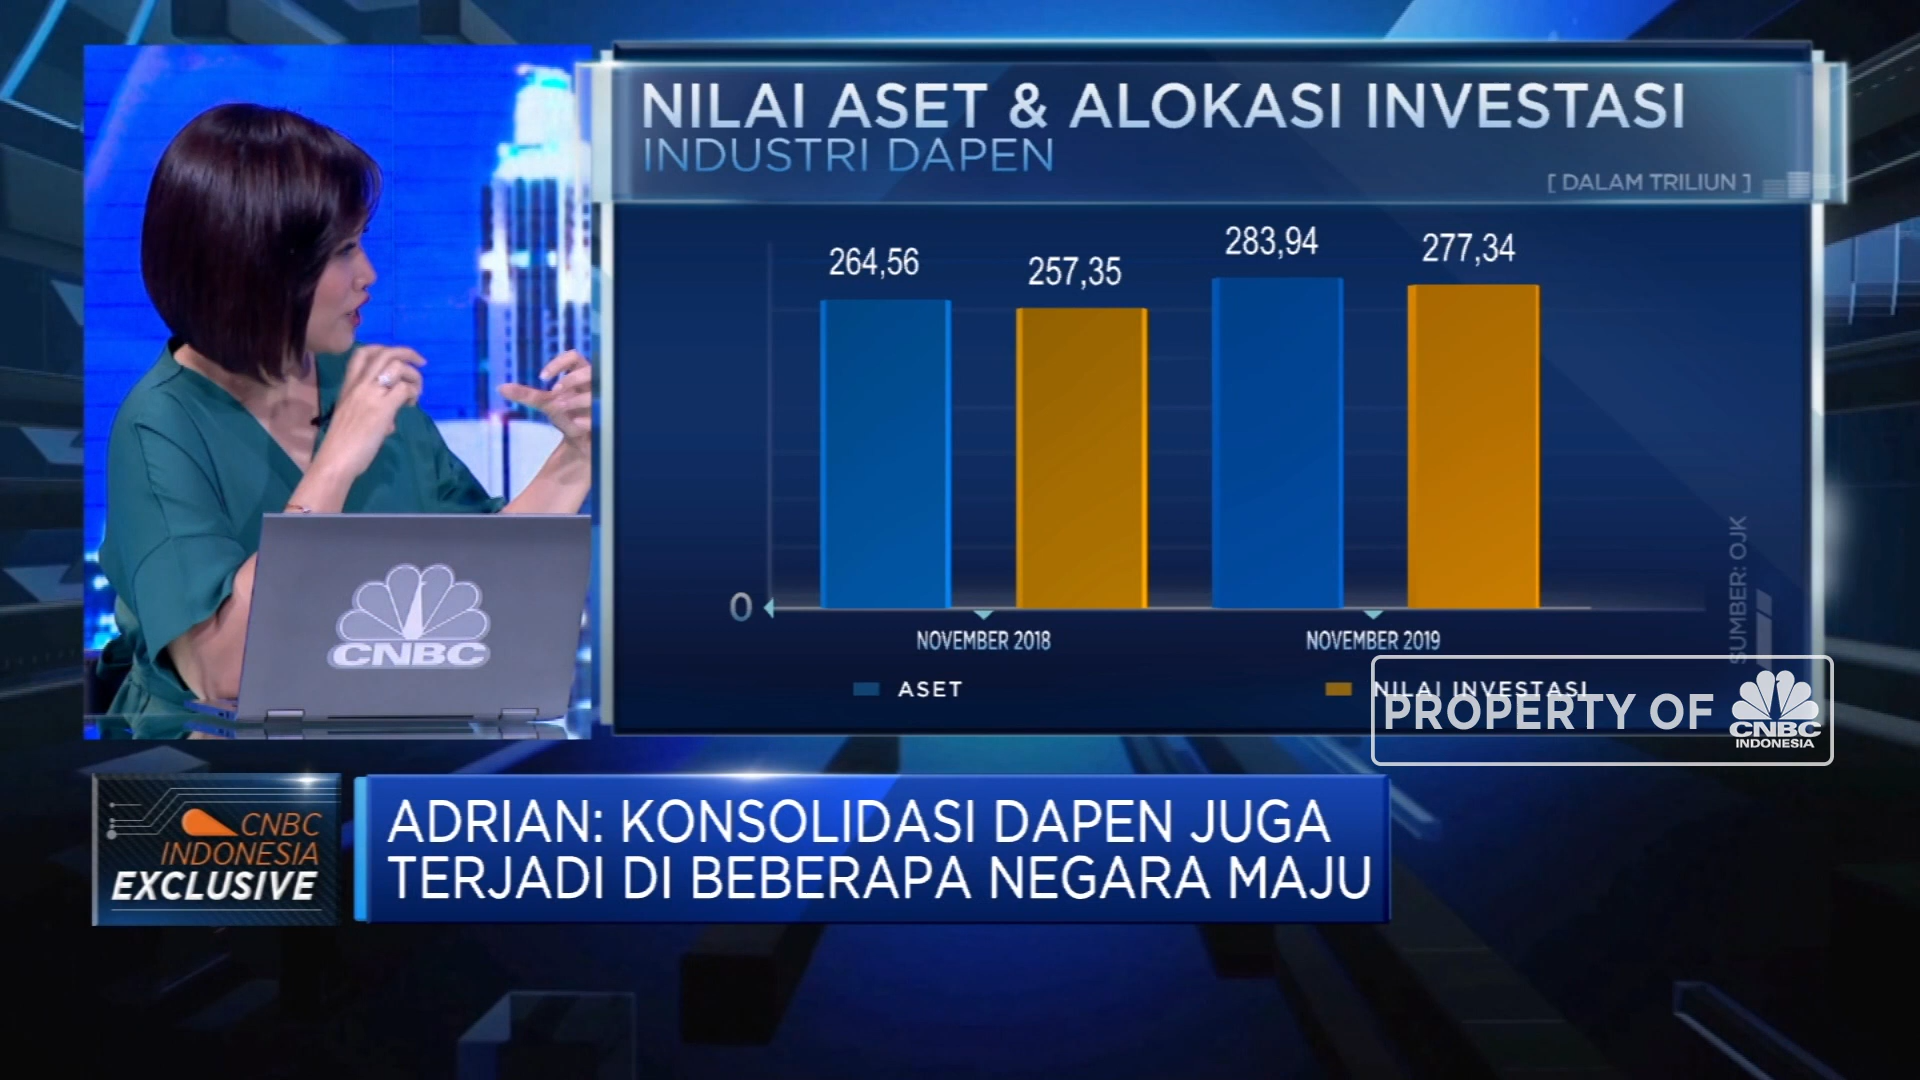 NILAI ASET & ALOKASI INVESTASI
INDUSTRI DAPEN
[ DALAM TRILIUN ]
264,56
257,35
283,94
277,34
0
NOVEMBER 2018
NOVEMBER 2019
ASET
NILAI INVESTASI
SUMBER: OJK
PROPERTY OF
CNBC
INDONESIA
CNBC
CNBC
INDONESIA
EXCLUSIVE
ADRIAN: KONSOLIDASI DAPEN JUGA
TERJADI DI BEBERAPA NEGARA MAJU